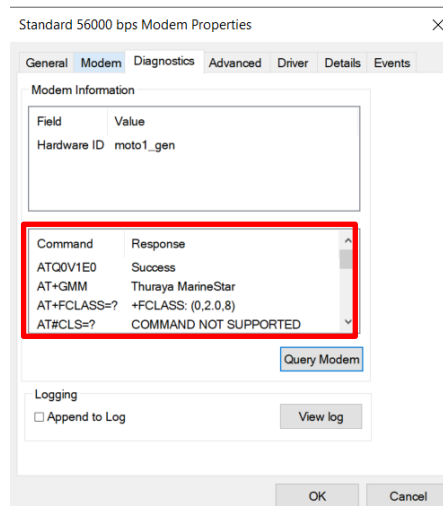 Standard 56000 bps Modem Properties
General Modem Diagnostics Advanced Driver Details Events
Modem Information
Field Value
Hardware ID moto1_gen
Command Response
ATQ0V1E0 Success
AT+GMM Thuraya MarineStar
AT+FCLASS=? +FCLASS: (0,2.0,8)
AT#CLS=? COMMAND NOT SUPPORTED
Query Modem
Logging
Append to Log View log
OK Cancel